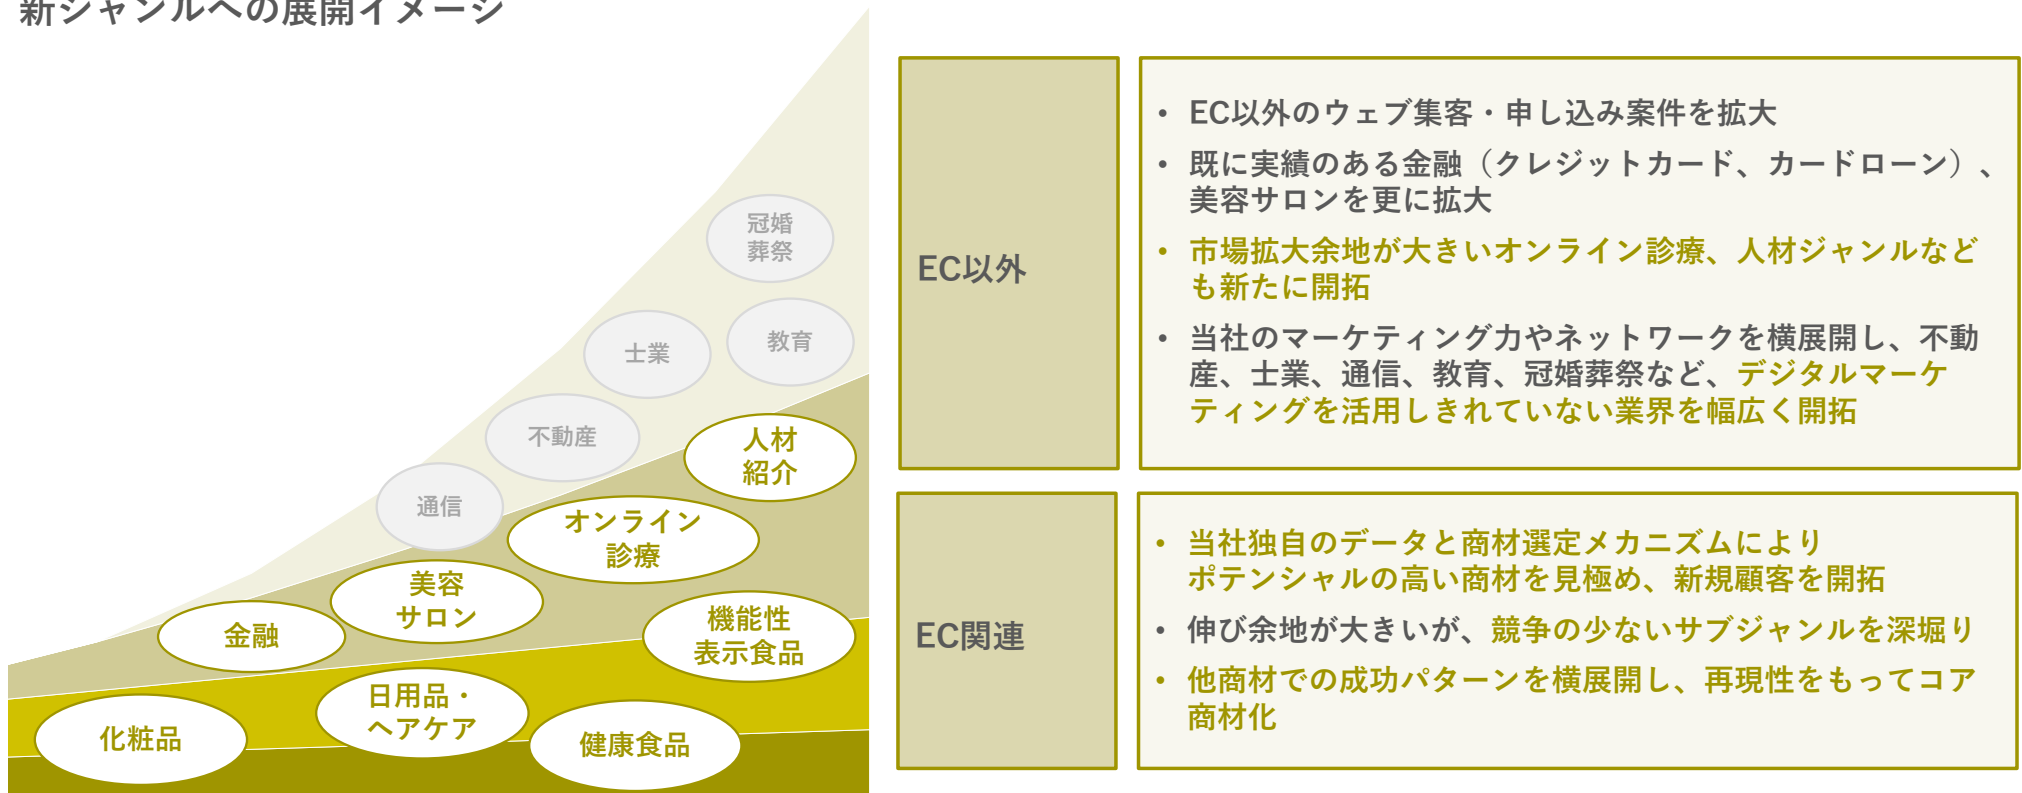 新ジャンルへの展開イメージ
冠婚
葬祭
士業
教育
不動産
人材
紹介
通信
オンライン
診療
美容
サロン
金融
機能性
表示食品
日用品・
ヘアケア
化粧品
健康食品
EC以外
• EC以外のウェブ集客・申し込み案件を拡大
• 既に実績のある金融（クレジットカード、カードローン）、
美容サロンを更に拡大
• 市場拡大余地が大きいオンライン診療、人材ジャンルなど
も新たに開拓
• 当社のマーケティング力やネットワークを横展開し、不動
産、士業、通信、教育、冠婚葬祭など、デジタルマーケ
ティングを活用しきれていない業界を幅広く開拓
EC関連
• 当社独自のデータと商材選定メカニズムにより
ポテンシャルの高い商材を見極め、新規顧客を開拓
• 伸び余地が大きいが、競争の少ないサブジャンルを深堀り
• 他商材での成功パターンを横展開し、再現性をもってコア
商材化